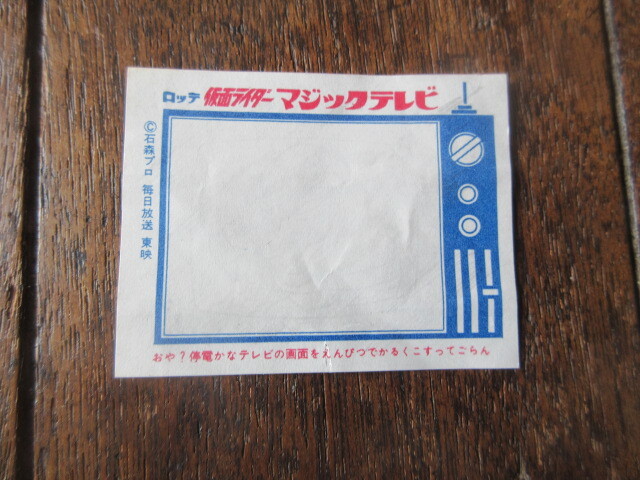 ロッテ 仮面ライダー マジックテレビ
Ⓒ石森プロ 毎日放送 東映
おや?停電かなテレビの画面をえんぴつでかるくこすってごらん